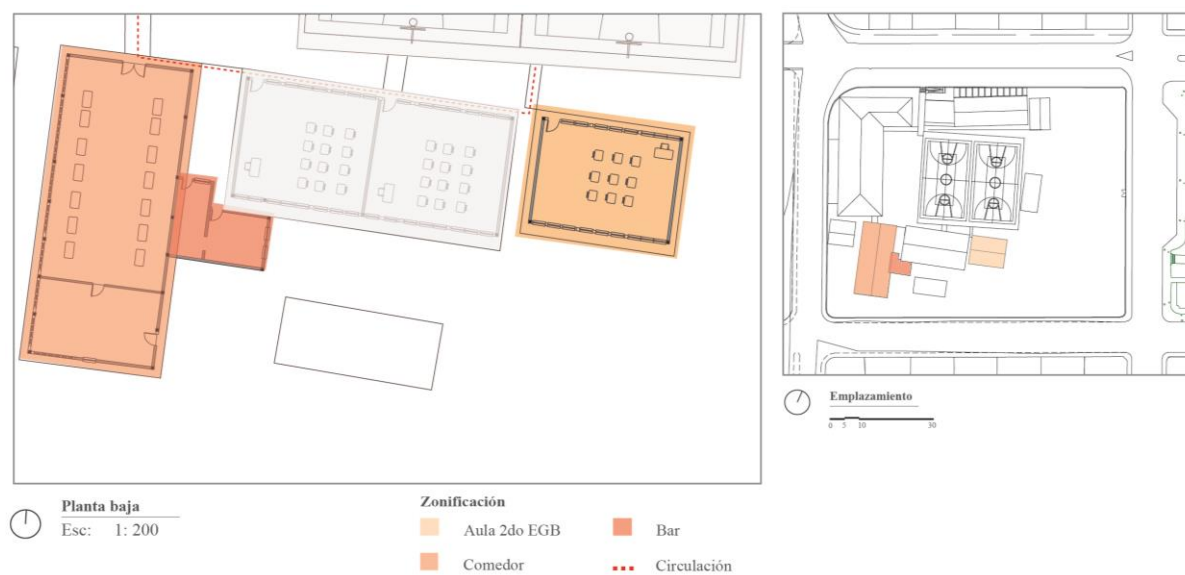 Emplazamiento
0 5 10 30
Planta baja
Esc: 1: 200
Zonificación
Aula 2do EGB
Bar
Comedor
Circulación